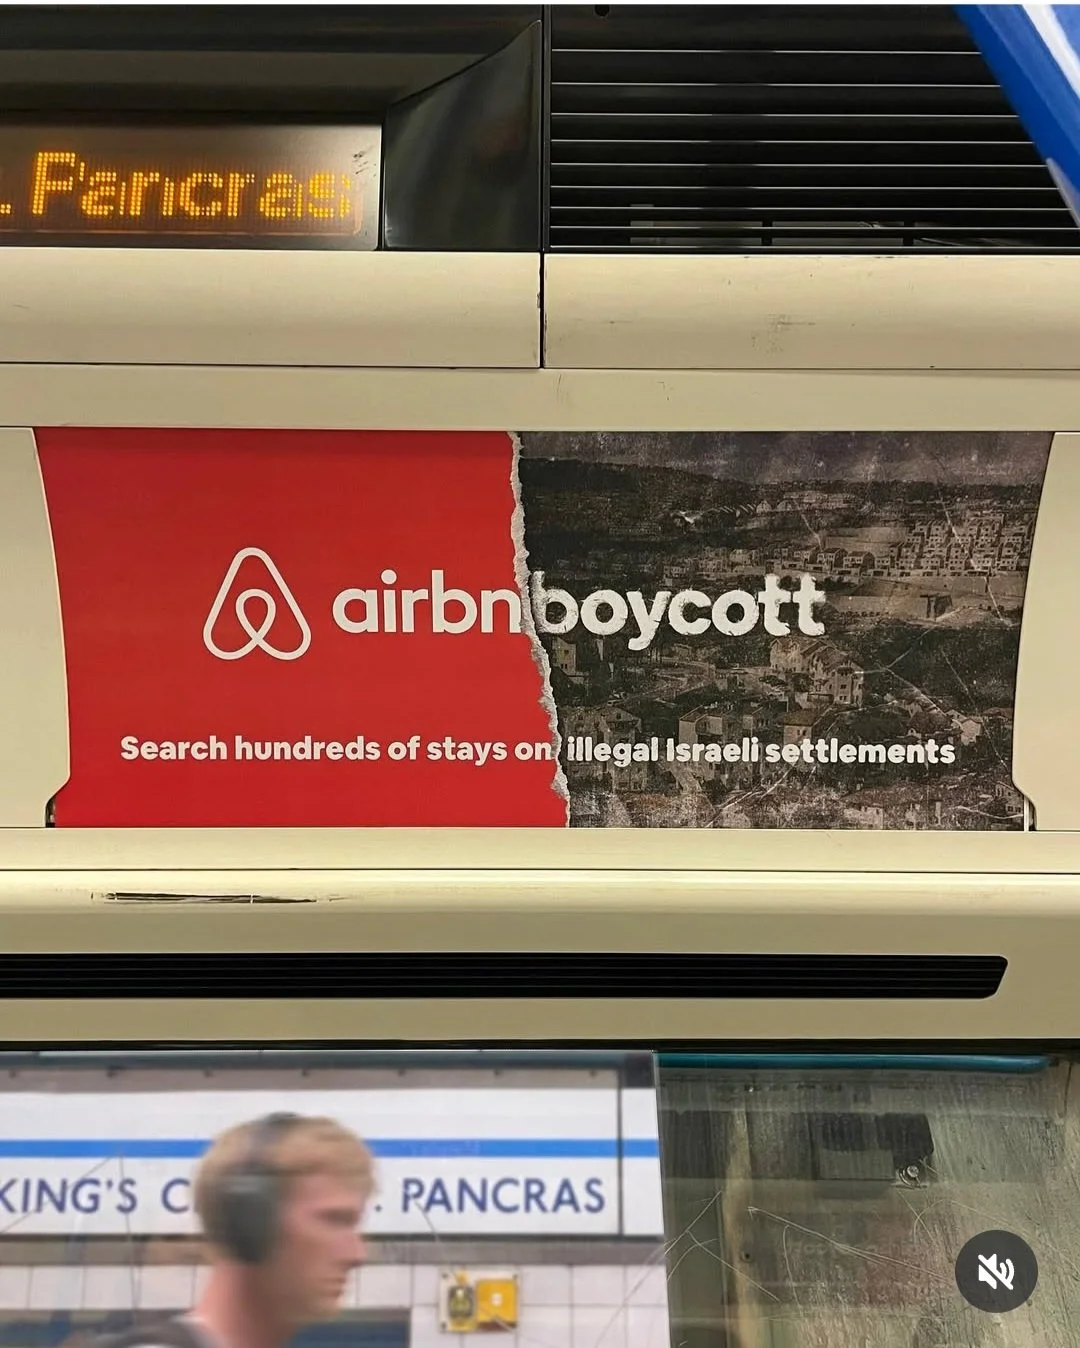 . Pancras
airbnboycott
Search hundreds of stays on illegal Israeli settlements
KING'S C . PANCRAS